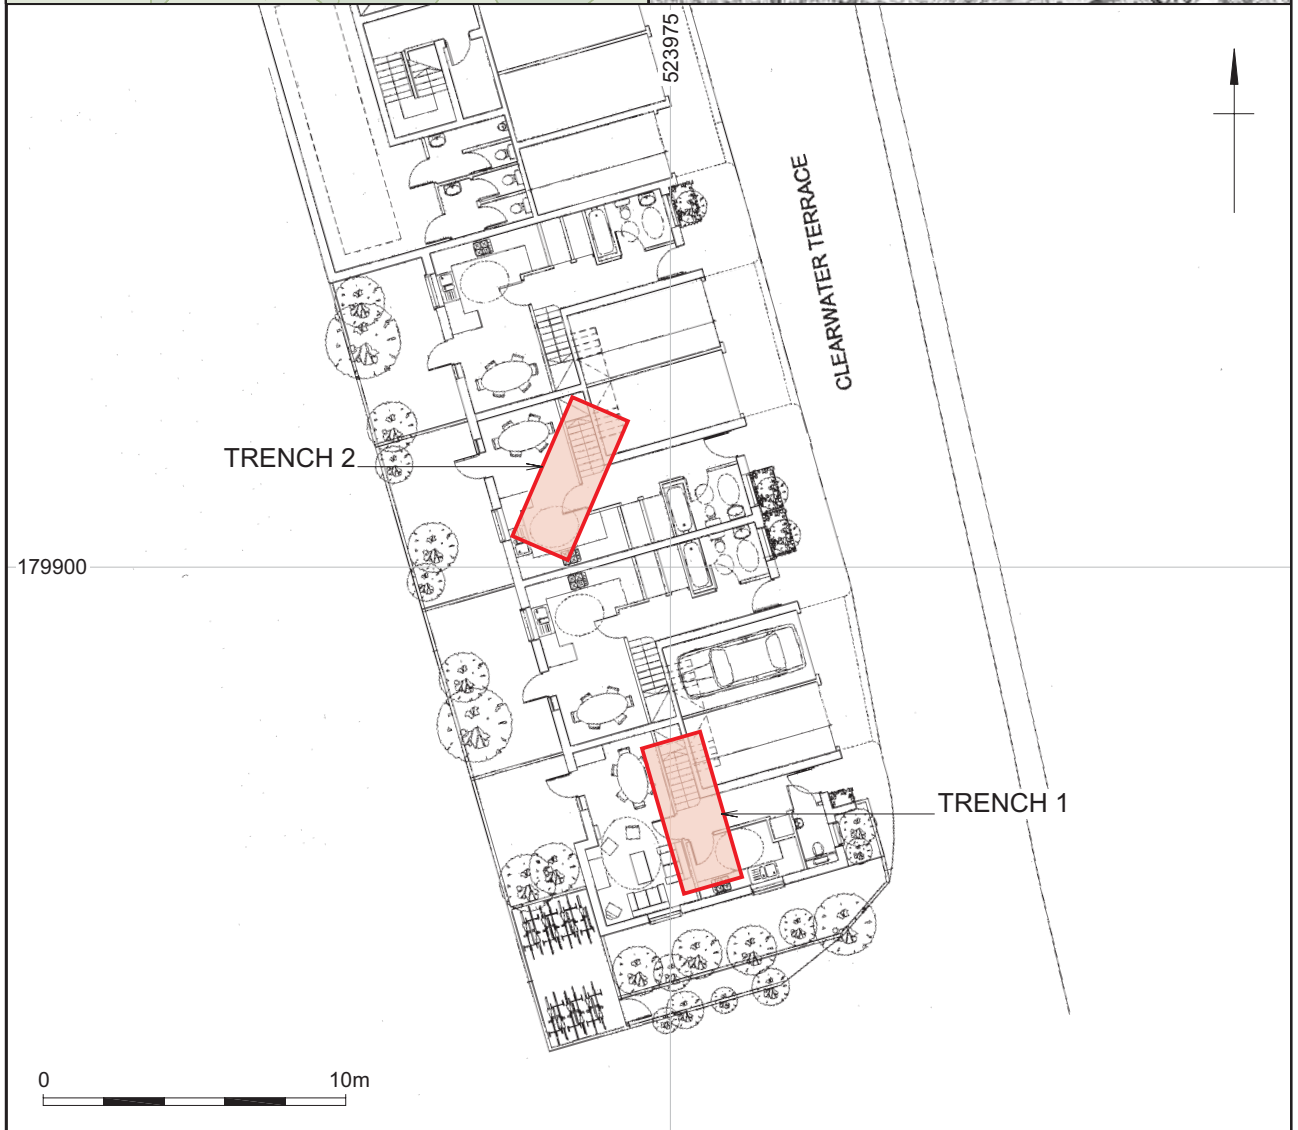 523975
CLEARWATER TERRACE
TRENCH 2
179900
TRENCH 1
0 10m